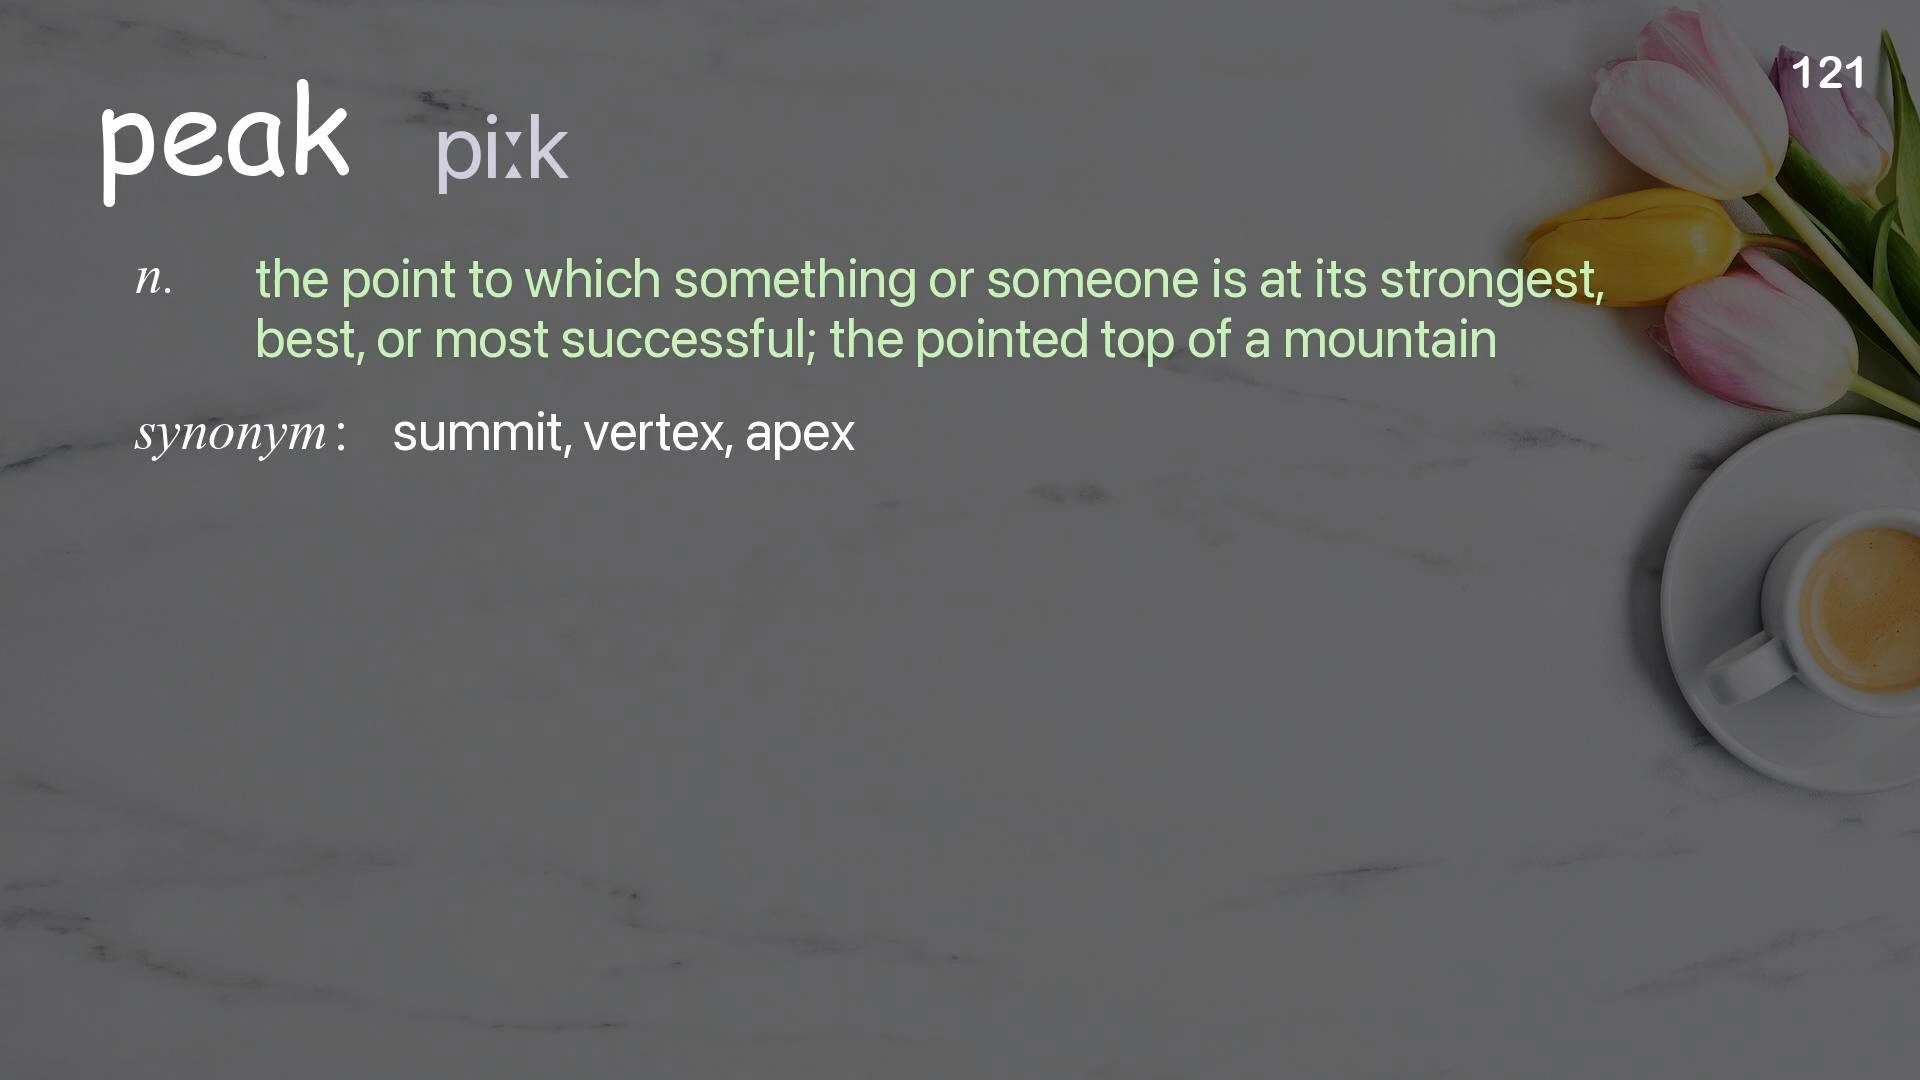 121
peak piːk
n. the point to which something or someone is at its strongest,
best, or most successful; the pointed top of a mountain
synonym: summit, vertex, apex